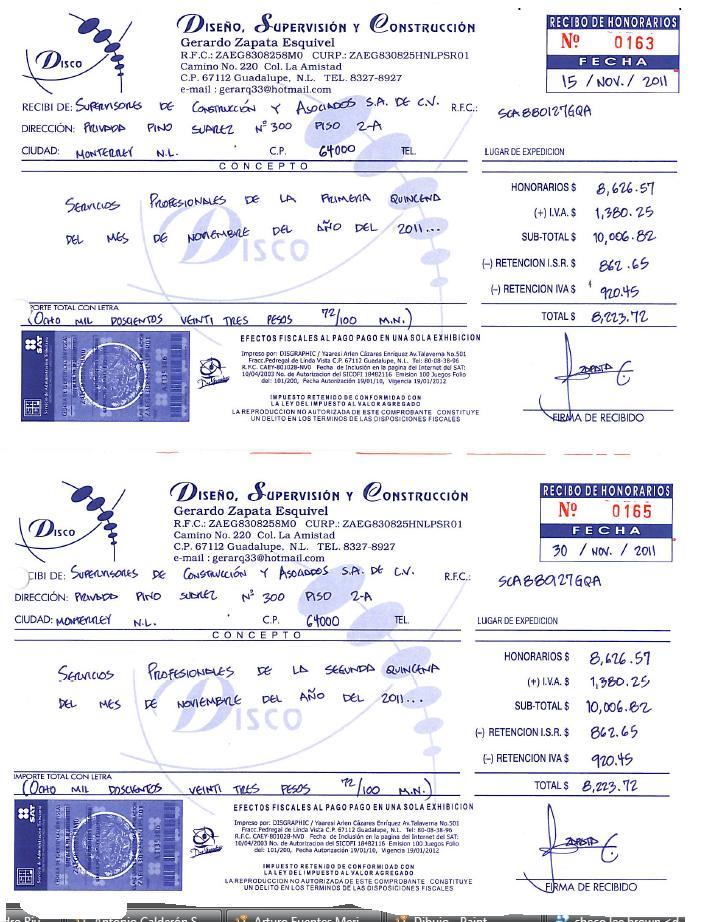 DISEÑO, SUPERVISIÓN Y CONSTRUCCIÓN
Gerardo Zapata Esquivel
R.F.C.: ZAEG8308258M0 CURP.: ZAEG830825HNLPSR01
Camino No. 220 Col. La Amistad
C.P. 67112 Guadalupe, N.L. TEL. 8327-8927
e-mail : gerarq33@hotmail.com
DISCO
RECIBO DE HONORARIOS
Nº 0163
FECHA
15 / NOV. / 2011
RECIBI DE: SUPERVISORES DE CONSTRUCCIÓN Y ASOCIADOS S.A. DE C.V. R.F.C.: SCA880127GQA
DIRECCIÓN: PRIVADA PINO SUAREZ Nº 300 PISO 2-A
CIUDAD: MONTERREY N.L. C.P. 64000 TEL. LUGAR DE EXPEDICION
CONCEPTO
SERVICIOS PROFESIONALES DE LA PRIMERA QUINCENA
DEL MES DE NOVIEMBRE DEL AÑO DEL 2011...
DISCO
HONORARIOS $ 8,626.57
(+) I.V.A. $ 1,380.25
SUB-TOTAL $ 10,006.82
(-) RETENCION I.S.R. $ 862.65
(-) RETENCION IVA $ 920.45
TOTAL $ 8,223.72
PORTE TOTAL CON LETRA
(OCHO MIL DOSCIENTOS VEINTI TRES PESOS 72/100 M.N.)
SAT
EFECTOS FISCALES AL PAGO PAGO EN UNA SOLA EXHIBICION
Impreso por: DISGRAPHIC / Yaaresi Arlen Cázares Enríquez Av.Talaverna No.501
Fracc.Pedregal de Linda Vista C.P. 67112 Guadalupe, N.L. Tel: 80-08-38-96
R.F.C. CAEY-801028-NV0 Fecha de Inclusión en la pagina del Internet del SAT:
10/04/2003 No. de Autorizacion del SICOFI 18482116 Emision 100 Juegos Folio
del: 101/200, Fecha Autorización 19/01/10, Vigencia 19/01/2012
IMPUESTO RETENIDO DE CONFORMIDAD CON
LA LEY DEL IMPUESTO AL VALOR AGREGADO
LA REPRODUCCION NO AUTORIZADA DE ESTE COMPROBANTE CONSTITUYE
UN DELITO EN LOS TERMINOS DE LAS DISPOSICIONES FISCALES
ZAPATA
FIRMA DE RECIBIDO
DISEÑO, SUPERVISIÓN Y CONSTRUCCIÓN
Gerardo Zapata Esquivel
R.F.C.: ZAEG8308258M0 CURP.: ZAEG830825HNLPSR01
Camino No. 220 Col. La Amistad
C.P. 67112 Guadalupe, N.L. TEL. 8327-8927
e-mail : gerarq33@hotmail.com
DISCO
RECIBO DE HONORARIOS
Nº 0165
FECHA
30 / NOV. / 2011
CIBI DE: SUPERVISORES DE CONSTRUCCIÓN Y ASOCIADOS S.A. DE C.V. R.F.C.: SCA880127GQA
DIRECCIÓN: PRIVADA PINO SUAREZ Nº 300 PISO 2-A
CIUDAD: MONTERREY N.L. C.P. 64000 TEL. LUGAR DE EXPEDICION
CONCEPTO
SERVICIOS PROFESIONALES DE LA SEGUNDA QUINCENA
DEL MES DE NOVIEMBRE DEL AÑO DEL 2011...
DISCO
HONORARIOS $ 8,626.57
(+) I.V.A. $ 1,380.25
SUB-TOTAL $ 10,006.82
(-) RETENCION I.S.R. $ 862.65
(-) RETENCION IVA $ 920.45
TOTAL $ 8,223.72
IMPORTE TOTAL CON LETRA
(OCHO MIL DOSCIENTOS VEINTI TRES PESOS 72/100 M.N.)
SAT
EFECTOS FISCALES AL PAGO PAGO EN UNA SOLA EXHIBICION
Impreso por: DISGRAPHIC / Yaaresi Arlen Cázares Enríquez Av.Talaverna No.501
Fracc.Pedregal de Linda Vista C.P. 67112 Guadalupe, N.L. Tel: 80-08-38-96
R.F.C. CAEY-801028-NV0 Fecha de Inclusión en la pagina del Internet del SAT:
10/04/2003 No. de Autorizacion del SICOFI 18482116 Emision 100 Juegos Folio
del: 101/200, Fecha Autorización 19/01/10, Vigencia 19/01/2012
IMPUESTO RETENIDO DE CONFORMIDAD CON
LA LEY DEL IMPUESTO AL VALOR AGREGADO
LA REPRODUCCION NO AUTORIZADA DE ESTE COMPROBANTE CONSTITUYE
UN DELITO EN LOS TERMINOS DE LAS DISPOSICIONES FISCALES
ZAPATA
FIRMA DE RECIBIDO